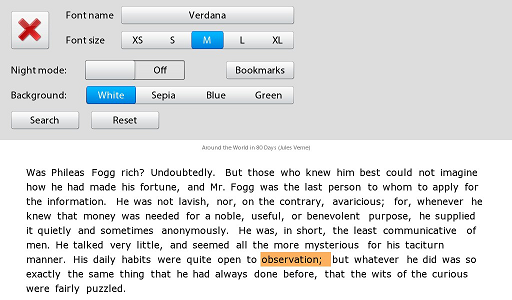 Font name Verdana
Font size XS S M L XL
Night mode: Off Bookmarks
Background: White Sepia Blue Green
Search Reset
Around the World in 80 Days (Jules Verne)
Was Phileas Fogg rich? Undoubtedly. But those who knew him best could not imagine
how he had made his fortune, and Mr. Fogg was the last person to whom to apply for
the information. He was not lavish, nor, on the contrary, avaricious; for, whenever he
knew that money was needed for a noble, useful, or benevolent purpose, he supplied
it quietly and sometimes anonymously. He was, in short, the least communicative of
men. He talked very little, and seemed all the more mysterious for his taciturn
manner. His daily habits were quite open to observation; but whatever he did was so
exactly the same thing that he had always done before, that the wits of the curious
were fairly puzzled.